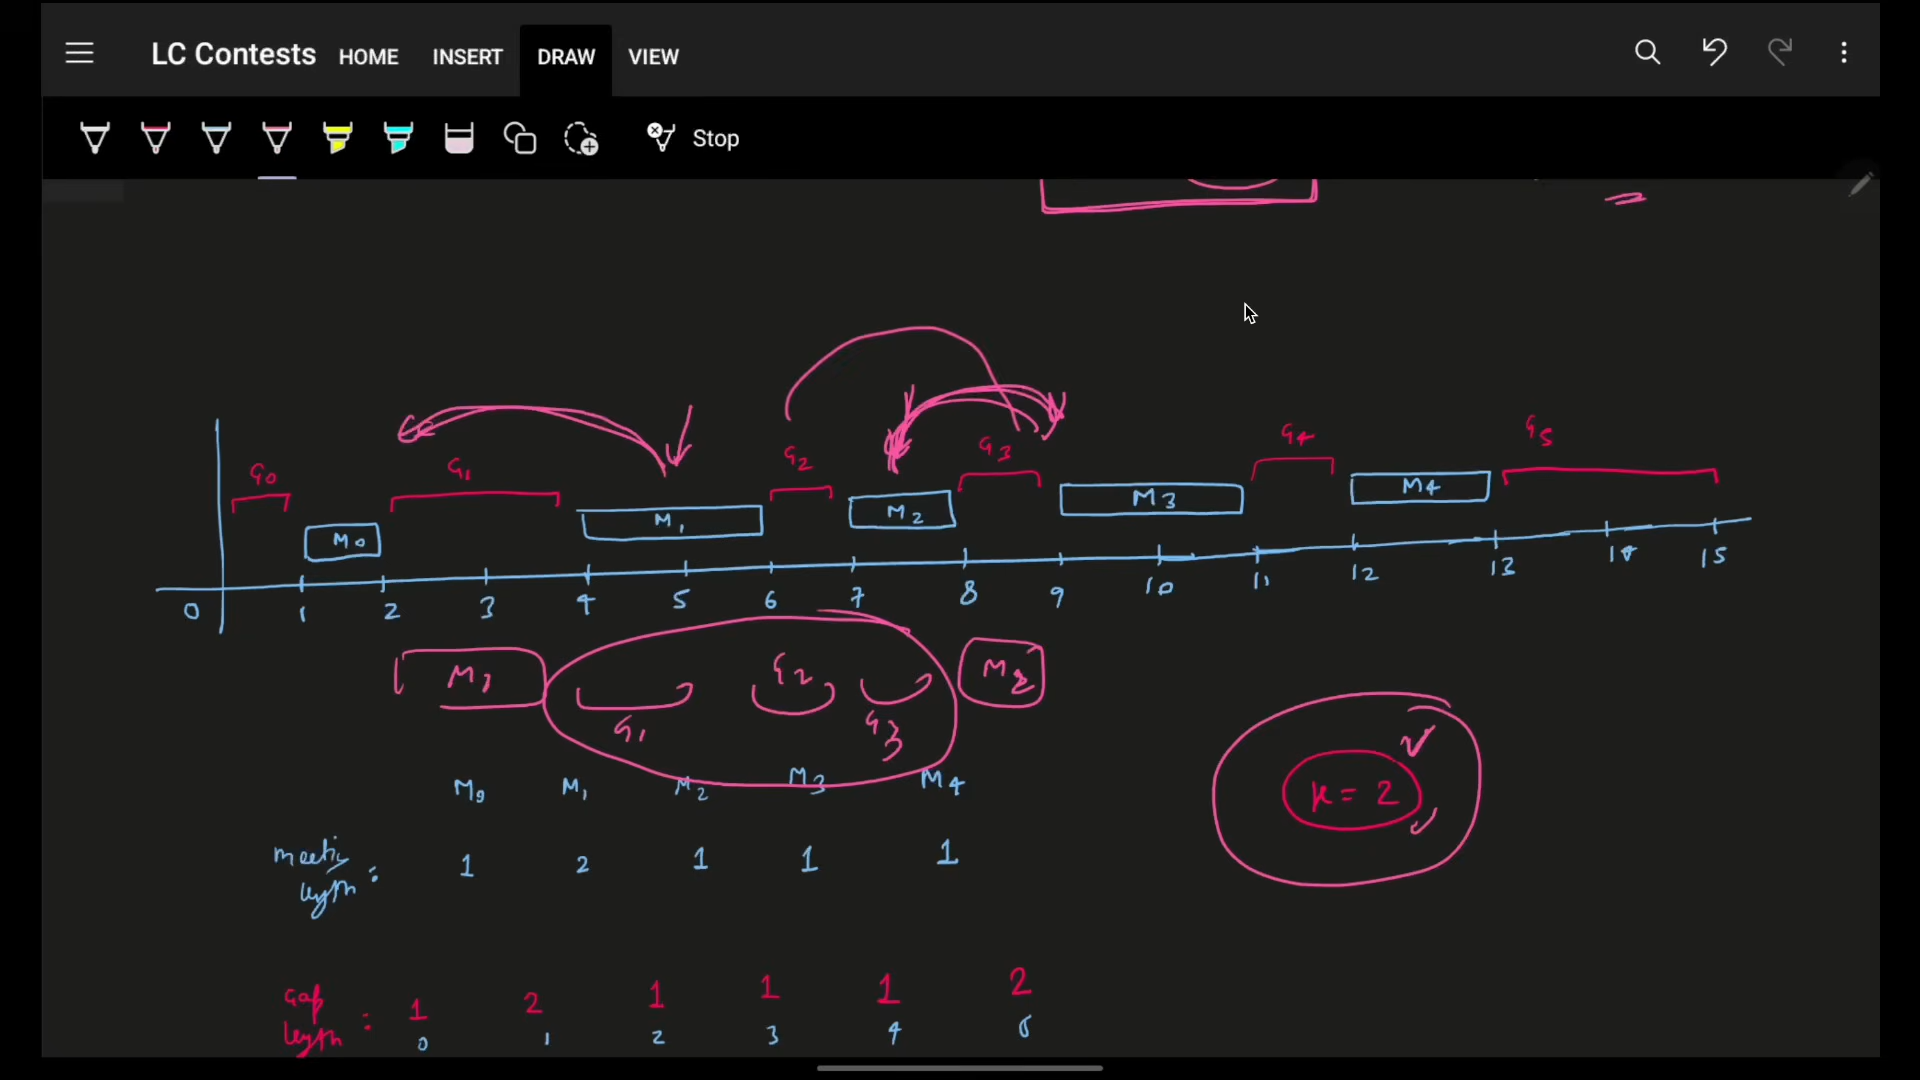 LC Contests HOME INSERT DRAW VIEW
Stop
G0 G1 G2 G3 G4 G5
M0 M1 M2 M3 M4
0 1 2 3 4 5 6 7 8 9 10 11 12 13 14 15
M1 G2 M2
G1 G3
M0 M1 M2 M3 M4
K = 2
length : 1 2 1 1 1
Gap
length : 1 2 1 1 1 2
0 1 2 3 4 5